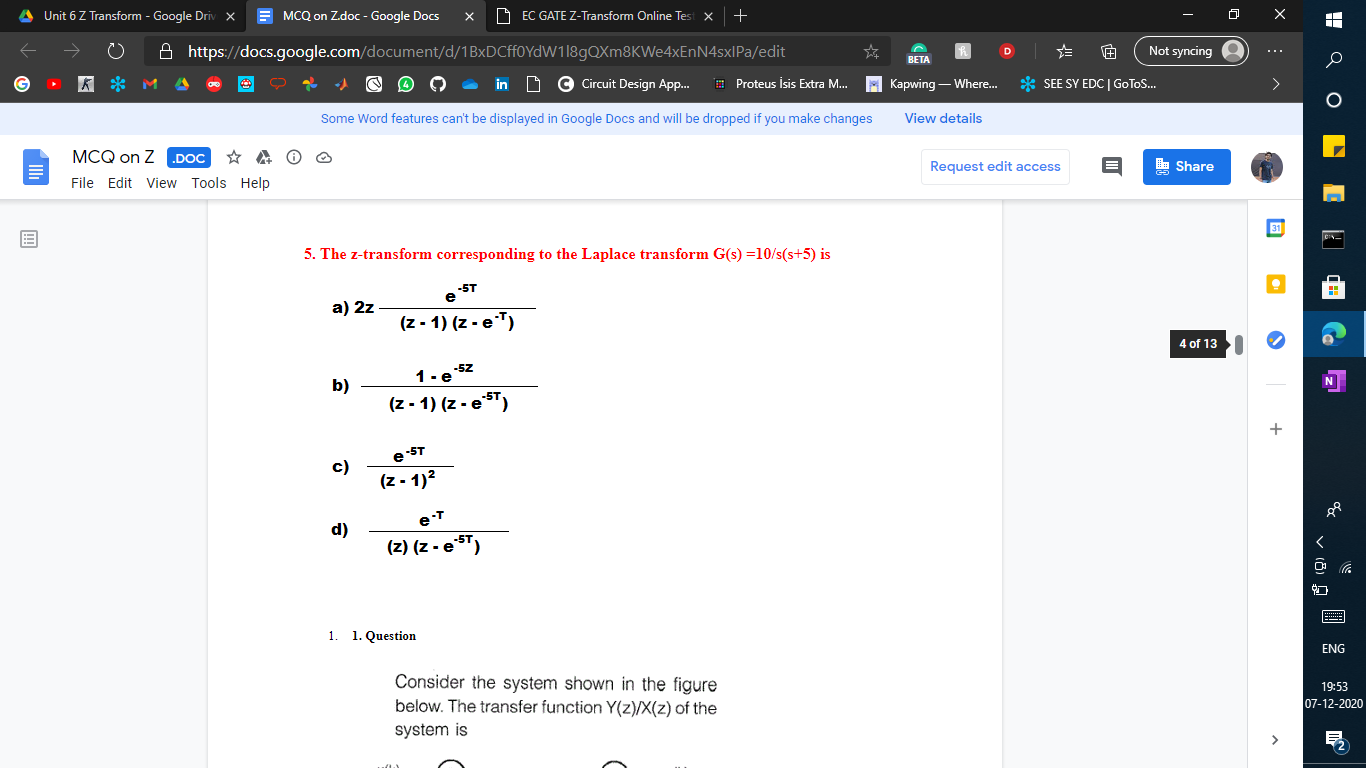 Unit 6 Z Transform - Google Driv
MCQ on Z.doc - Google Docs
EC GATE Z-Transform Online Test
https://docs.google.com/document/d/1BxDCff0YdW1l8gQXm8KWe4xEnN4sxlPa/edit
BETA
D
Not syncing
Circuit Design App...
Proteus İsis Extra M...
Kapwing — Where...
SEE SY EDC | GoToS...
Some Word features can't be displayed in Google Docs and will be dropped if you make changes View details
MCQ on Z .DOC
File Edit View Tools Help
Request edit access
Share
31
5. The z-transform corresponding to the Laplace transform G(s) =10/s(s+5) is
a) 2z e^-5T
(z - 1) (z - e^-T)
b) 1 - e^-5Z
(z - 1) (z - e^-5T)
c) e^-5T
(z - 1)²
d) e^-T
(z) (z - e^-5T)
4 of 13
1. 1. Question
Consider the system shown in the figure
below. The transfer function Y(z)/X(z) of the
system is
N
ENG
19:53
07-12-2020
2